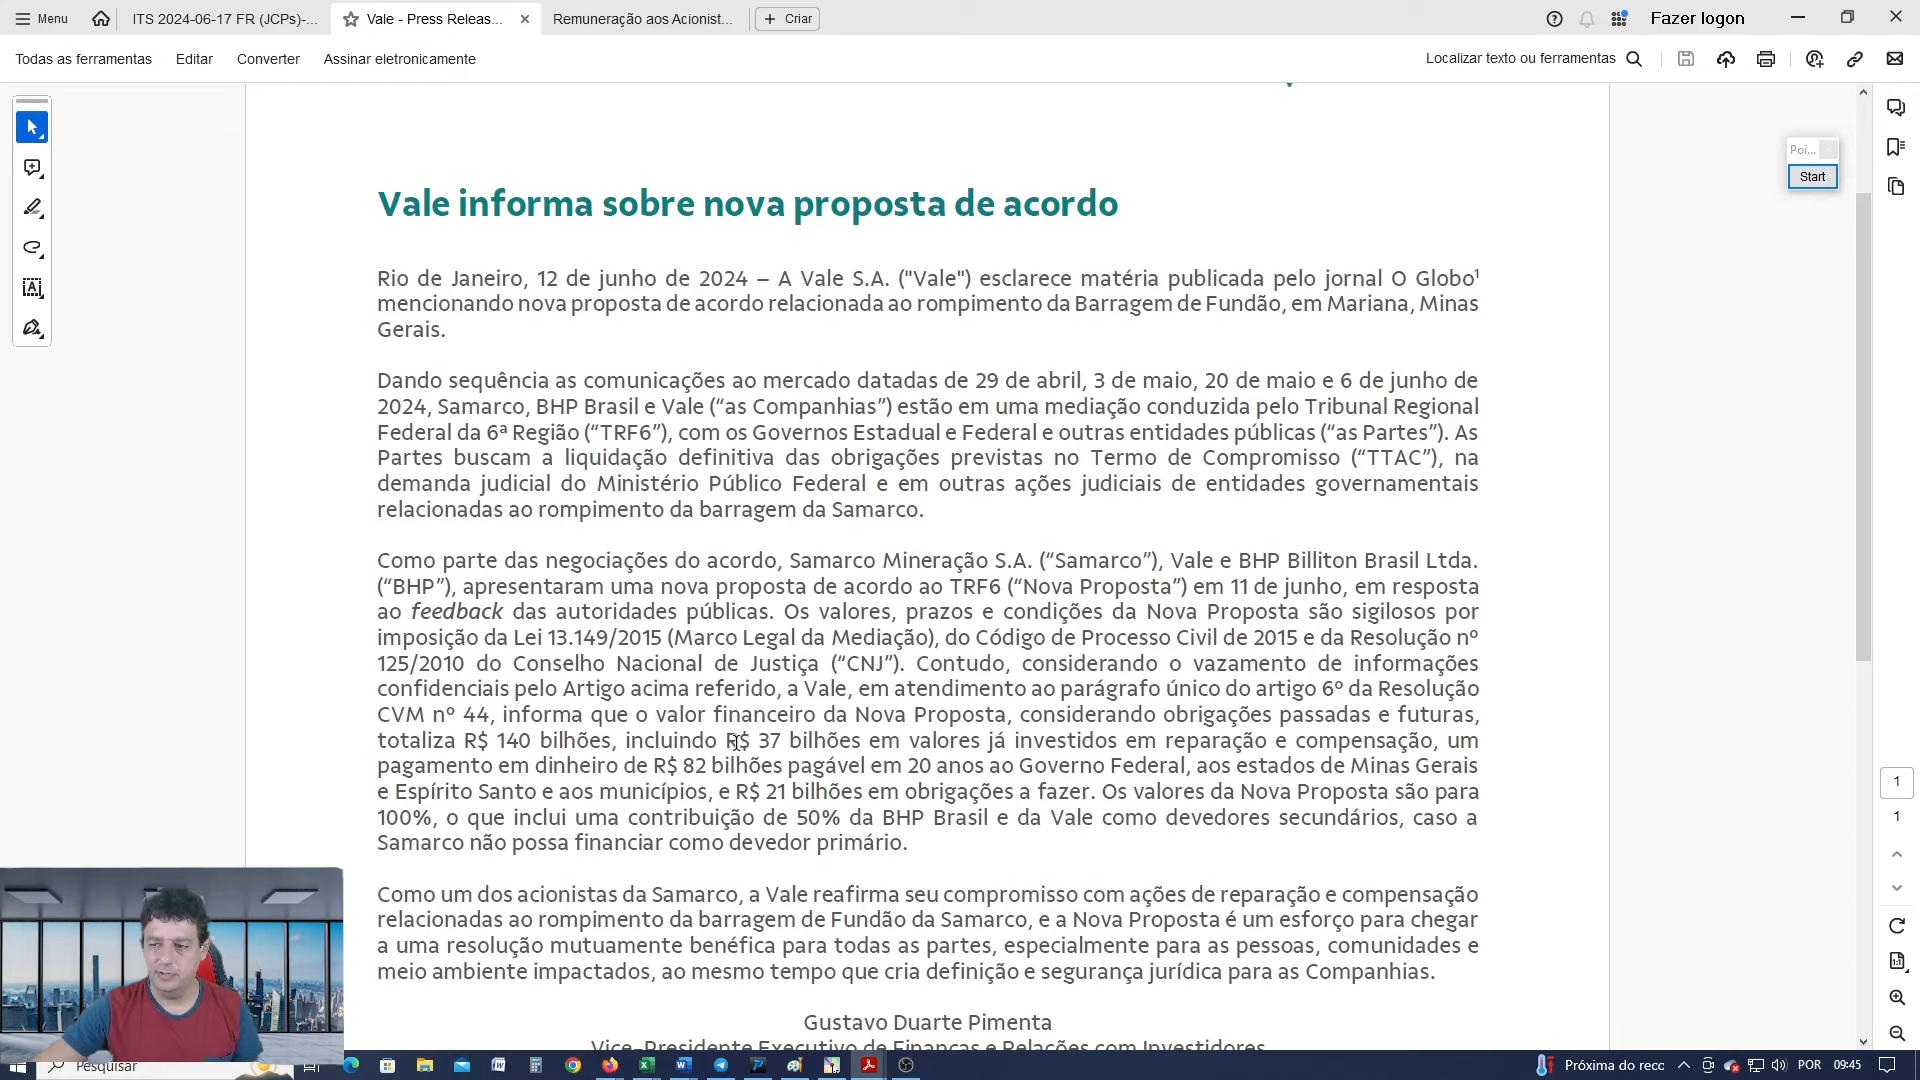 Menu
ITS 2024-06-17 FR (JCPs)-...
Vale - Press Releas...
Remuneração aos Acionist...
Criar
Fazer logon
Todas as ferramentas
Editar
Converter
Assinar eletronicamente
Localizar texto ou ferramentas
Poi...
Start
Vale informa sobre nova proposta de acordo
Rio de Janeiro, 12 de junho de 2024 – A Vale S.A. ("Vale") esclarece matéria publicada pelo jornal O Globo¹
mencionando nova proposta de acordo relacionada ao rompimento da Barragem de Fundão, em Mariana, Minas
Gerais.
Dando sequência as comunicações ao mercado datadas de 29 de abril, 3 de maio, 20 de maio e 6 de junho de
2024, Samarco, BHP Brasil e Vale (“as Companhias”) estão em uma mediação conduzida pelo Tribunal Regional
Federal da 6ª Região (“TRF6”), com os Governos Estadual e Federal e outras entidades públicas (“as Partes”). As
Partes buscam a liquidação definitiva das obrigações previstas no Termo de Compromisso (“TTAC”), na
demanda judicial do Ministério Público Federal e em outras ações judiciais de entidades governamentais
relacionadas ao rompimento da barragem da Samarco.
Como parte das negociações do acordo, Samarco Mineração S.A. (“Samarco”), Vale e BHP Billiton Brasil Ltda.
(“BHP”), apresentaram uma nova proposta de acordo ao TRF6 (“Nova Proposta”) em 11 de junho, em resposta
ao feedback das autoridades públicas. Os valores, prazos e condições da Nova Proposta são sigilosos por
imposição da Lei 13.149/2015 (Marco Legal da Mediação), do Código de Processo Civil de 2015 e da Resolução nº
125/2010 do Conselho Nacional de Justiça (“CNJ”). Contudo, considerando o vazamento de informações
confidenciais pelo Artigo acima referido, a Vale, em atendimento ao parágrafo único do artigo 6º da Resolução
CVM nº 44, informa que o valor financeiro da Nova Proposta, considerando obrigações passadas e futuras,
totaliza R$ 140 bilhões, incluindo R$ 37 bilhões em valores já investidos em reparação e compensação, um
pagamento em dinheiro de R$ 82 bilhões pagável em 20 anos ao Governo Federal, aos estados de Minas Gerais
e Espírito Santo e aos municípios, e R$ 21 bilhões em obrigações a fazer. Os valores da Nova Proposta são para
100%, o que inclui uma contribuição de 50% da BHP Brasil e da Vale como devedores secundários, caso a
Samarco não possa financiar como devedor primário.
Como um dos acionistas da Samarco, a Vale reafirma seu compromisso com ações de reparação e compensação
relacionadas ao rompimento da barragem de Fundão da Samarco, e a Nova Proposta é um esforço para chegar
a uma resolução mutuamente benéfica para todas as partes, especialmente para as pessoas, comunidades e
meio ambiente impactados, ao mesmo tempo que cria definição e segurança jurídica para as Companhias.
Gustavo Duarte Pimenta
Vice-Presidente Executivo de Finanças e Relações com Investidores
1
1
Pesquisar
Próxima do recc
POR
09:45